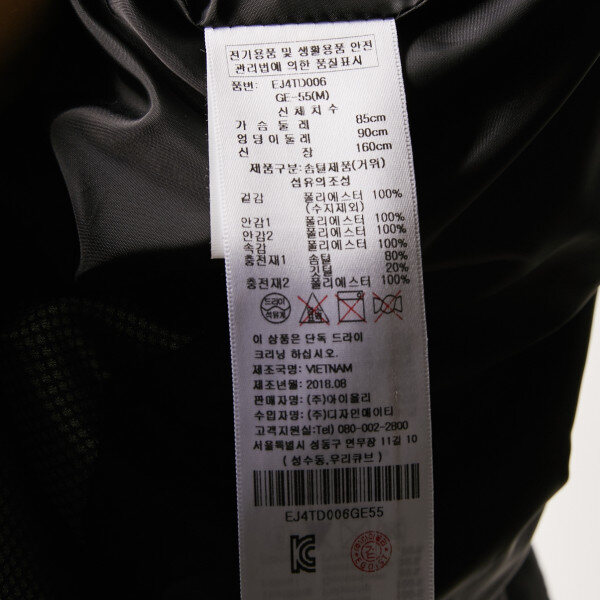 전기용품 및 생활용품 안전
관리법에 의한 품질표시
품번: EJ4TD006
GE-55(M)
신체치수
가슴둘레 85cm
엉덩이둘레 90cm
신 장 160cm
제품구분:솜털제품(거위)
섬유의조성
겉감 폴리에스터 100%
(수지제외)
안감1 폴리에스터 100%
안감2 폴리에스터 100%
속감 폴리에스터 100%
충전재1 솜털 80%
깃털 20%
충전재2 폴리에스터 100%
드라이
석유계
이 상품은 단독 드라이
크리닝 하십시오.
제조국명: VIETNAM
제조년월: 2018.08
판매자명: (주)아이올리
수입자명: (주)디자인에이티
고객지원실:Tel) 080-002-2800
서울특별시 성동구 연무장 11길 10
(성수동,우리큐브)
EJ4TD006GE55
EGOIST